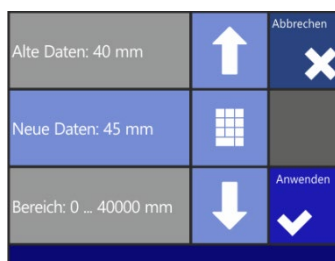 Alte Daten: 40 mm
Abbrechen
Neue Daten: 45 mm
Bereich: 0 ... 40000 mm
Anwenden